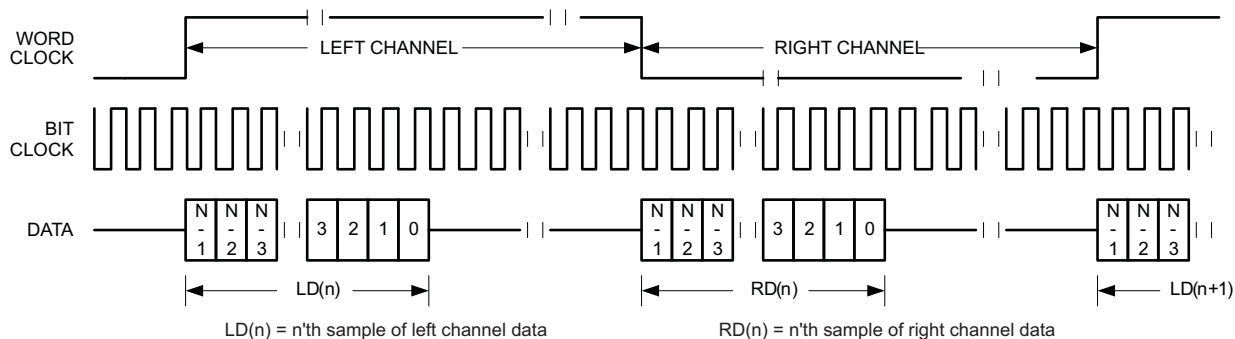 WORD
CLOCK
LEFT CHANNEL
RIGHT CHANNEL
BIT
CLOCK
DATA
N-1 N-2 N-3 3 2 1 0 N-1 N-2 N-3 3 2 1 0 N-1 N-2 N-3
LD(n) RD(n) LD(n+1)
LD(n) = n'th sample of left channel data
RD(n) = n'th sample of right channel data